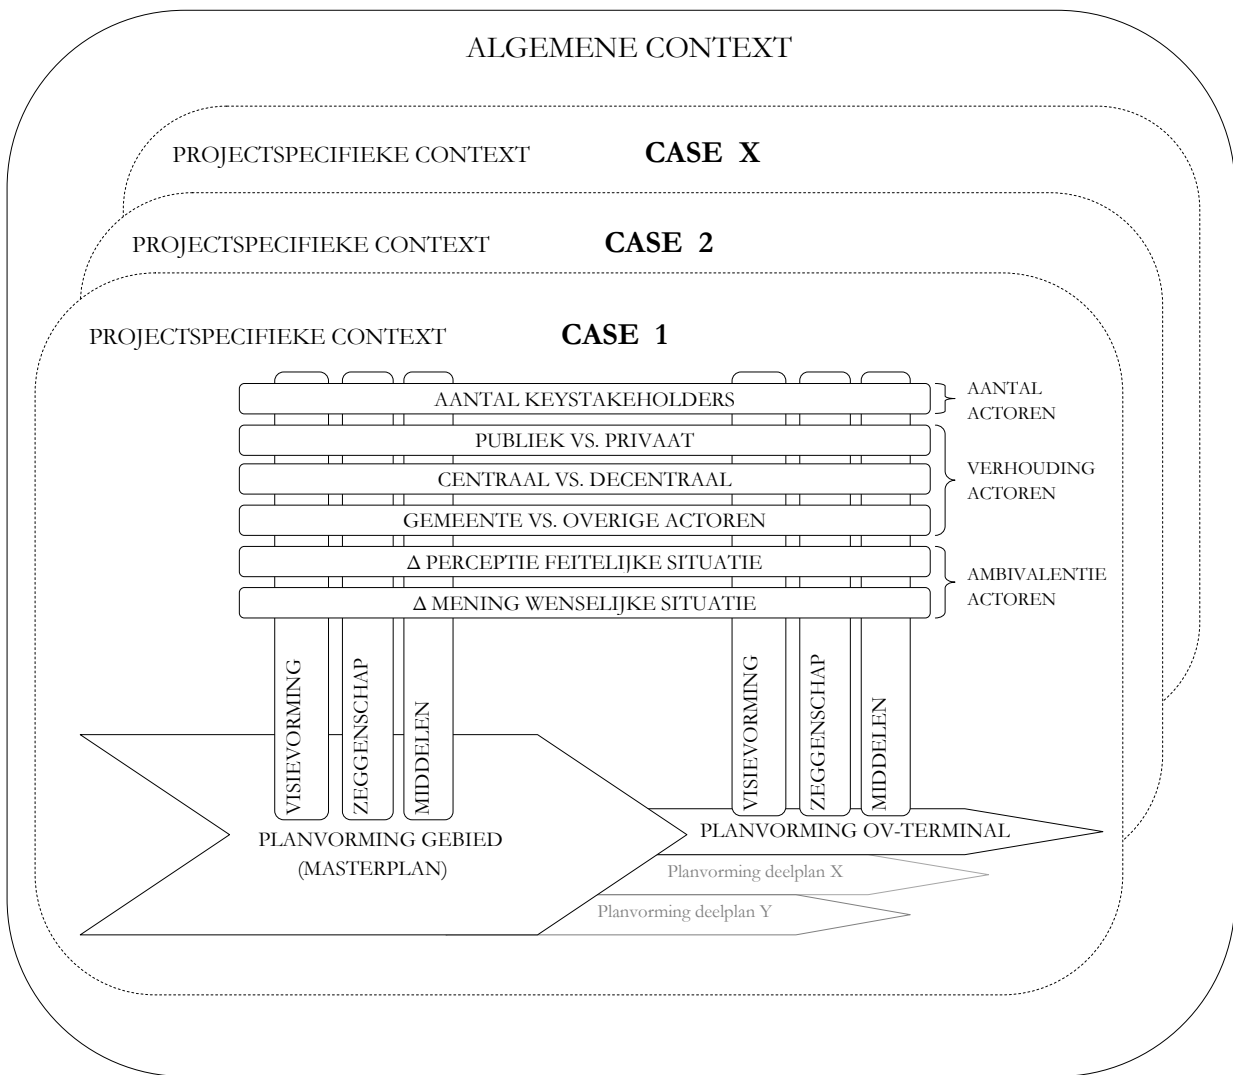 ALGEMENE CONTEXT
PROJECTSPECIFIEKE CONTEXT CASE X
PROJECTSPECIFIEKE CONTEXT CASE 2
PROJECTSPECIFIEKE CONTEXT CASE 1
AANTAL KEYSTAKEHOLDERS
AANTAL
ACTOREN
PUBLIEK VS. PRIVAAT
CENTRAAL VS. DECENTRAAL
GEMEENTE VS. OVERIGE ACTOREN
VERHOUDING
ACTOREN
Δ PERCEPTIE FEITELIJKE SITUATIE
Δ MENING WENSELIJKE SITUATIE
AMBIVALENTIE
ACTOREN
VISIEVORMING
ZEGGENSCHAP
MIDDELEN
VISIEVORMING
ZEGGENSCHAP
MIDDELEN
PLANVORMING GEBIED
(MASTERPLAN)
PLANVORMING OV-TERMINAL
Planvorming deelplan X
Planvorming deelplan Y